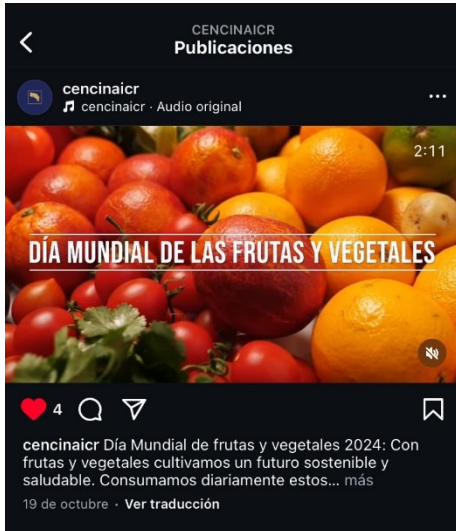 CENCINAICR
Publicaciones
cencinaicr
cencinaicr · Audio original
2:11
DÍA MUNDIAL DE LAS FRUTAS Y VEGETALES
4
cencinaicr Día Mundial de frutas y vegetales 2024: Con
frutas y vegetales cultivamos un futuro sostenible y
saludable. Consumamos diariamente estos... más
19 de octubre · Ver traducción